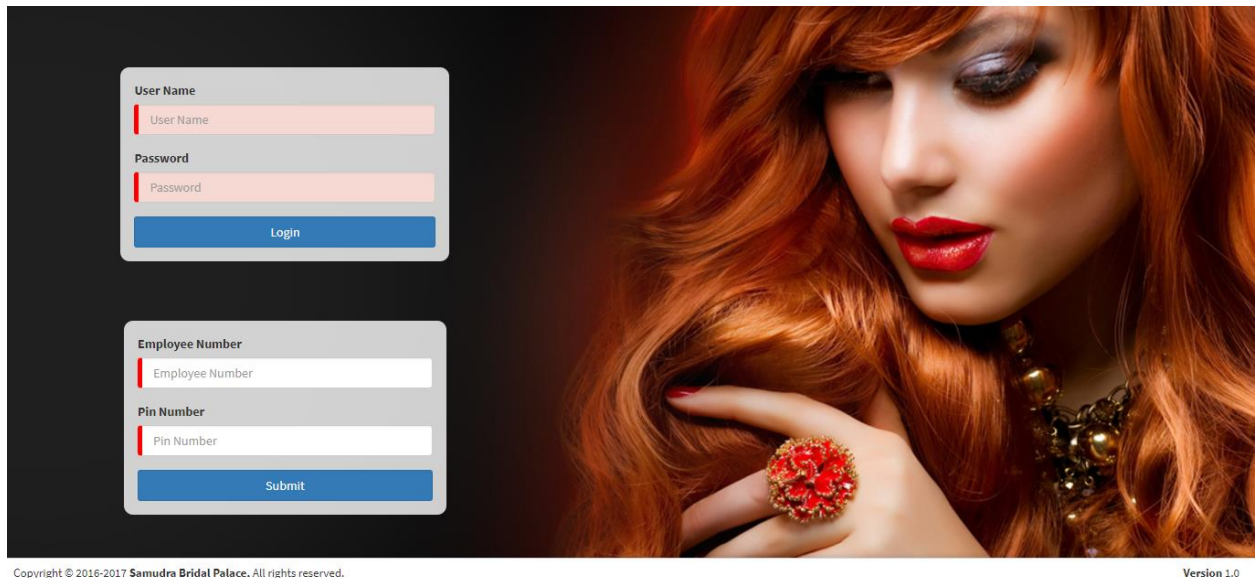 User Name
User Name
Password
Password
Login
Employee Number
Employee Number
Pin Number
Pin Number
Submit
Copyright © 2016-2017 Samudra Bridal Palace. All rights reserved.
Version 1.0